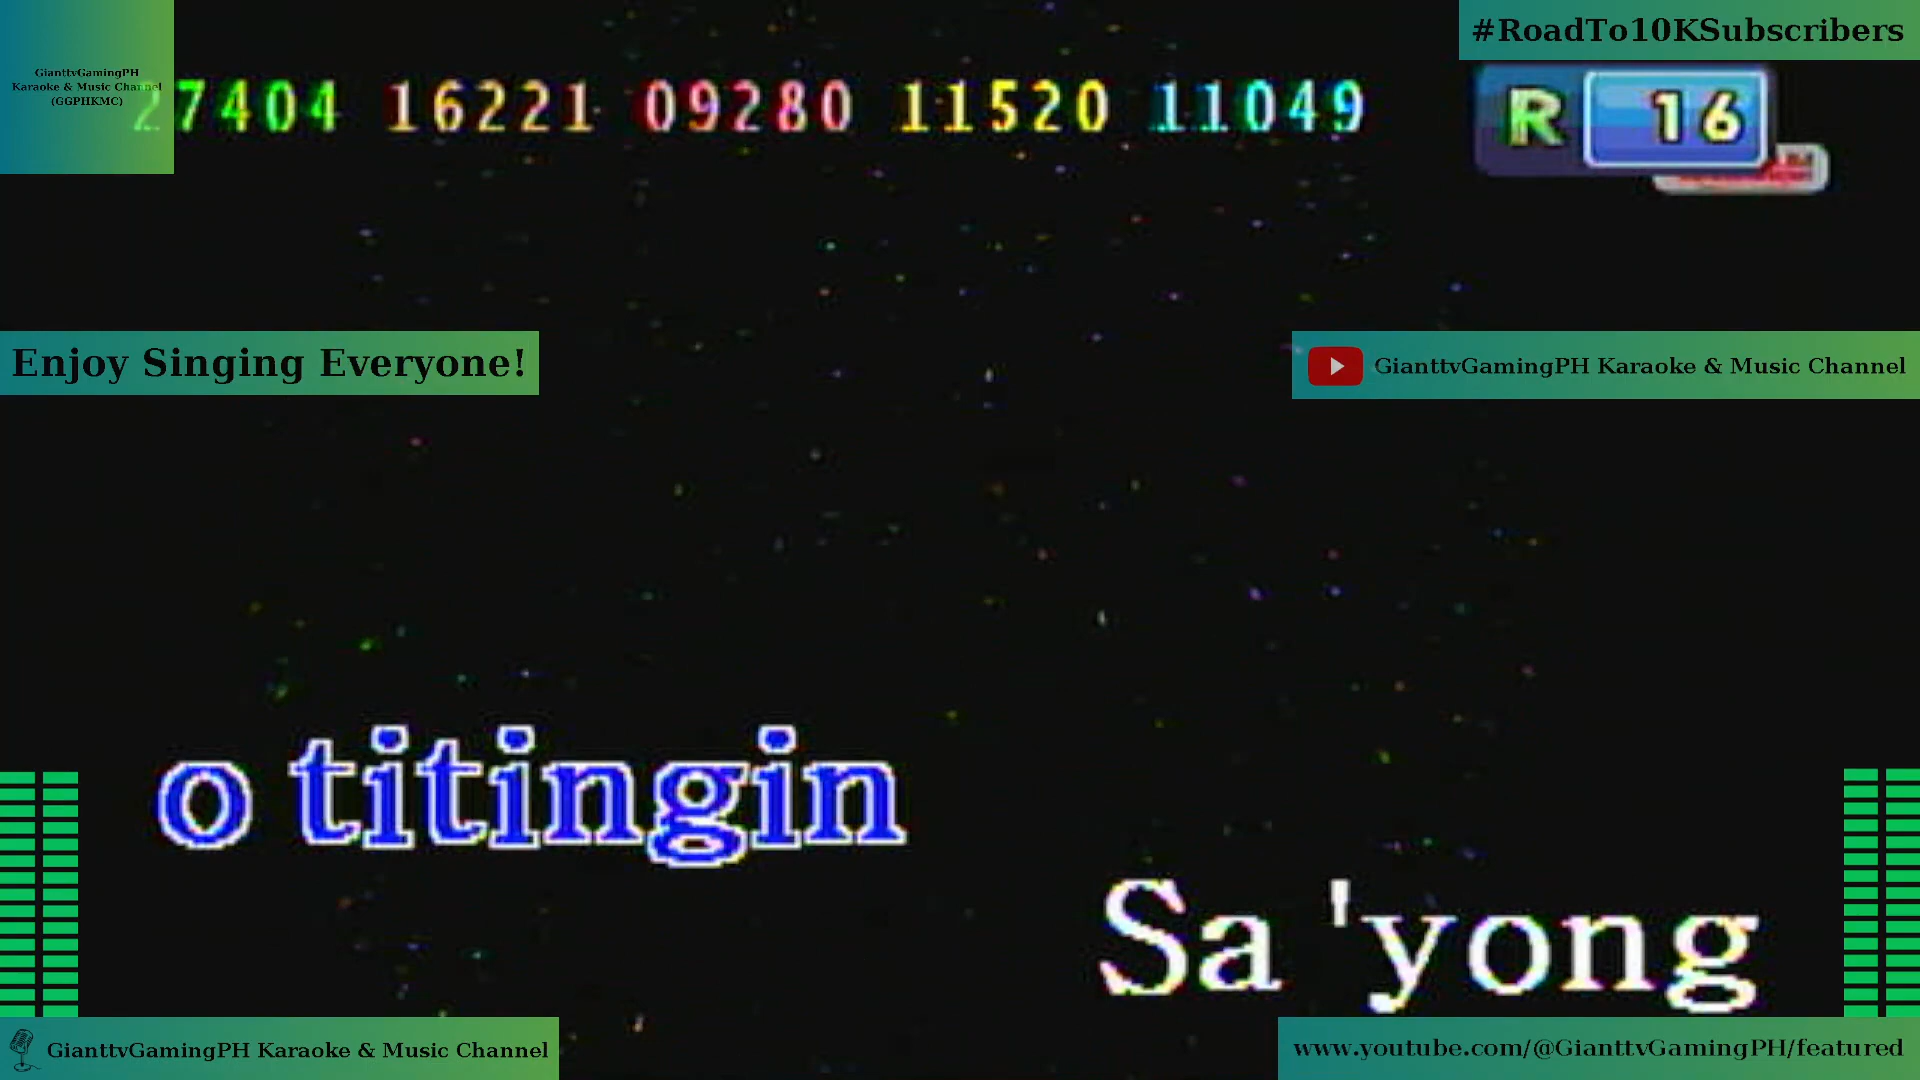 GianttvGamingPH
Karaoke & Music Channel
(GGPHKMC)
27404 16221 09280 11520 11049
#RoadTo10KSubscribers
R 16
Enjoy Singing Everyone!
GianttvGamingPH Karaoke & Music Channel
o titingin
Sa 'yong
GianttvGamingPH Karaoke & Music Channel
www.youtube.com/@GianttvGamingPH/featured